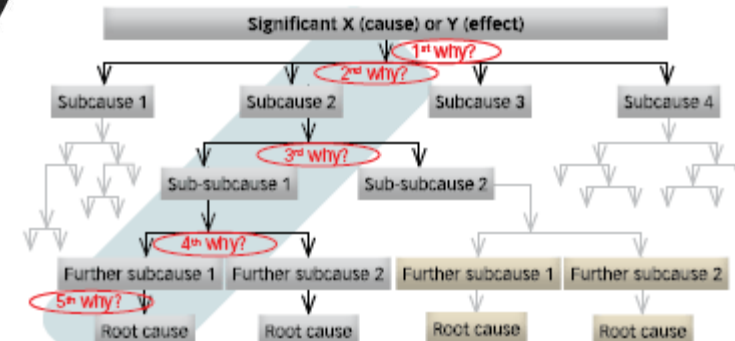 Significant X (cause) or Y (effect)
1st why?
2nd why?
Subcause 1 Subcause 2 Subcause 3 Subcause 4
3rd why?
Sub-subcause 1 Sub-subcause 2
4th why?
Further subcause 1 Further subcause 2 Further subcause 1 Further subcause 2
5th why?
Root cause Root cause Root cause Root cause